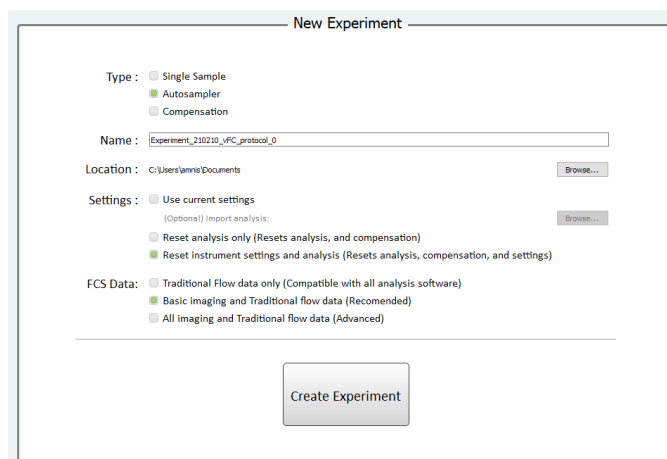 New Experiment
Type : Single Sample
Autosampler
Compensation
Name : Experiment_210210_vFC_protocol_0
Location : C:\Users\amnis\Documents Browse...
Settings : Use current settings
(Optional) Import analysis: Browse...
Reset analysis only (Resets analysis, and compensation)
Reset instrument settings and analysis (Resets analysis, compensation, and settings)
FCS Data: Traditional Flow data only (Compatible with all analysis software)
Basic imaging and Traditional flow data (Recomended)
All imaging and Traditional flow data (Advanced)
Create Experiment